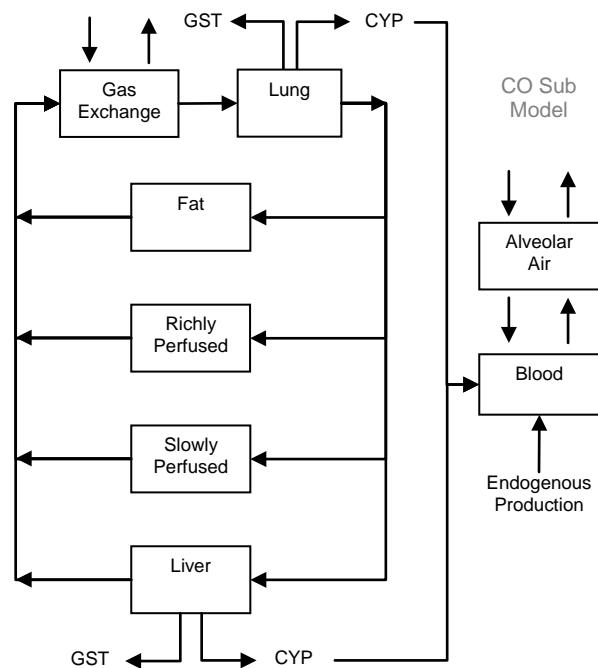 GST
CYP
Gas
Exchange
Lung
CO Sub
Model
Fat
Alveolar
Air
Richly
Perfused
Blood
Slowly
Perfused
Endogenous
Production
Liver
GST
CYP